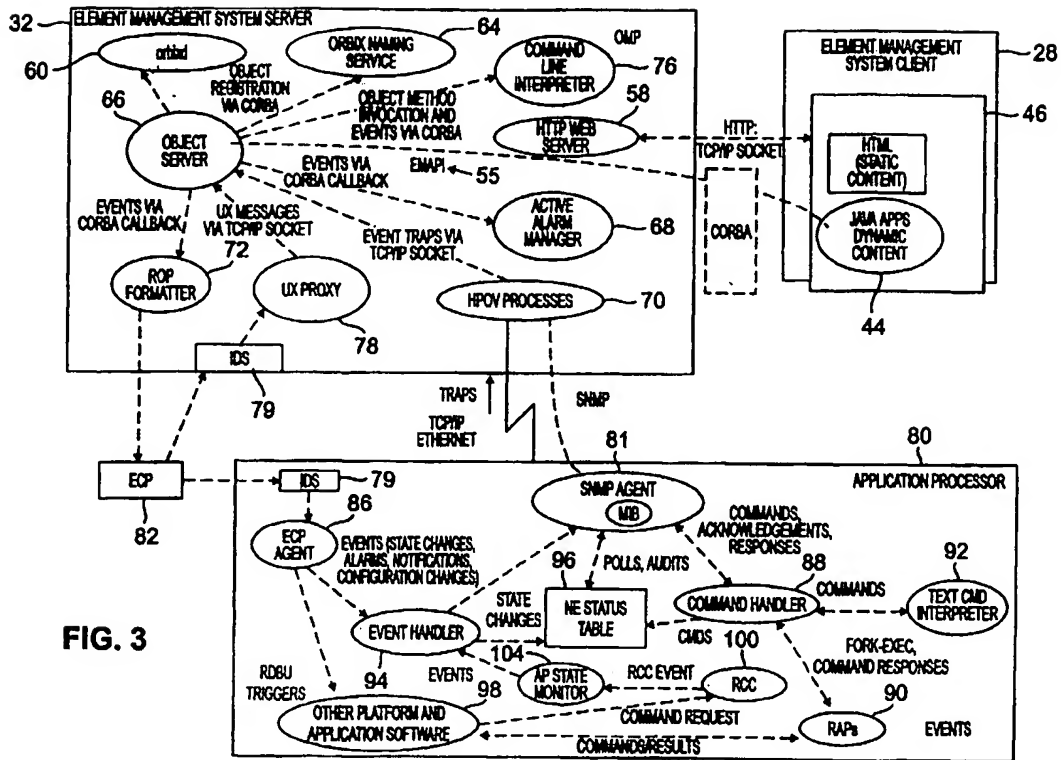 32
ELEMENT MANAGEMENT SYSTEM SERVER
60
orbixd
ORBIX NAMING
SERVICE
64
COMMAND
LINE
INTERPRETER
OMP
76
OBJECT
REGISTRATION
VIA CORBA
66
OBJECT
SERVER
OBJECT METHOD
INVOCATION AND
EVENTS VIA CORBA
58
HTTP WEB
SERVER
HTTP:
TCP/IP SOCKET
ELEMENT MANAGEMENT
SYSTEM CLIENT
28
46
HTML
(STATIC
CONTENT)
JAVA APPS
DYNAMIC
CONTENT
44
CORBA
EMAPI
55
EVENTS VIA
CORBA CALLBACK
EVENTS VIA
CORBA CALLBACK
UX MESSAGES
VIA TCP/IP SOCKET
EVENT TRAPS VIA
TCP/IP SOCKET
ACTIVE
ALARM
MANAGER
68
72
ROP
FORMATTER
UX PROXY
78
HPOV PROCESSES
70
IDS
79
TRAPS
TCP/IP
ETHERNET
SNMP
ECP
82
80
APPLICATION PROCESSOR
IDS
79
81
SNMP AGENT
MIB
86
ECP
AGENT
EVENTS (STATE CHANGES,
ALARMS, NOTIFICATIONS,
CONFIGURATION CHANGES)
COMMANDS,
ACKNOWLEDGEMENTS,
RESPONSES
96
POLLS, AUDITS
88
92
COMMAND HANDLER
COMMANDS
TEXT CMD
INTERPRETER
STATE
CHANGES
NE STATUS
TABLE
CMDS
EVENT HANDLER
94
FORK-EXEC,
COMMAND RESPONSES
FIG. 3
EVENTS
104
AP STATE
MONITOR
RCC EVENT
100
RCC
RDBU
TRIGGERS
98
OTHER PLATFORM AND
APPLICATION SOFTWARE
COMMAND REQUEST
90
RAPs
EVENTS
COMMANDS/RESULTS